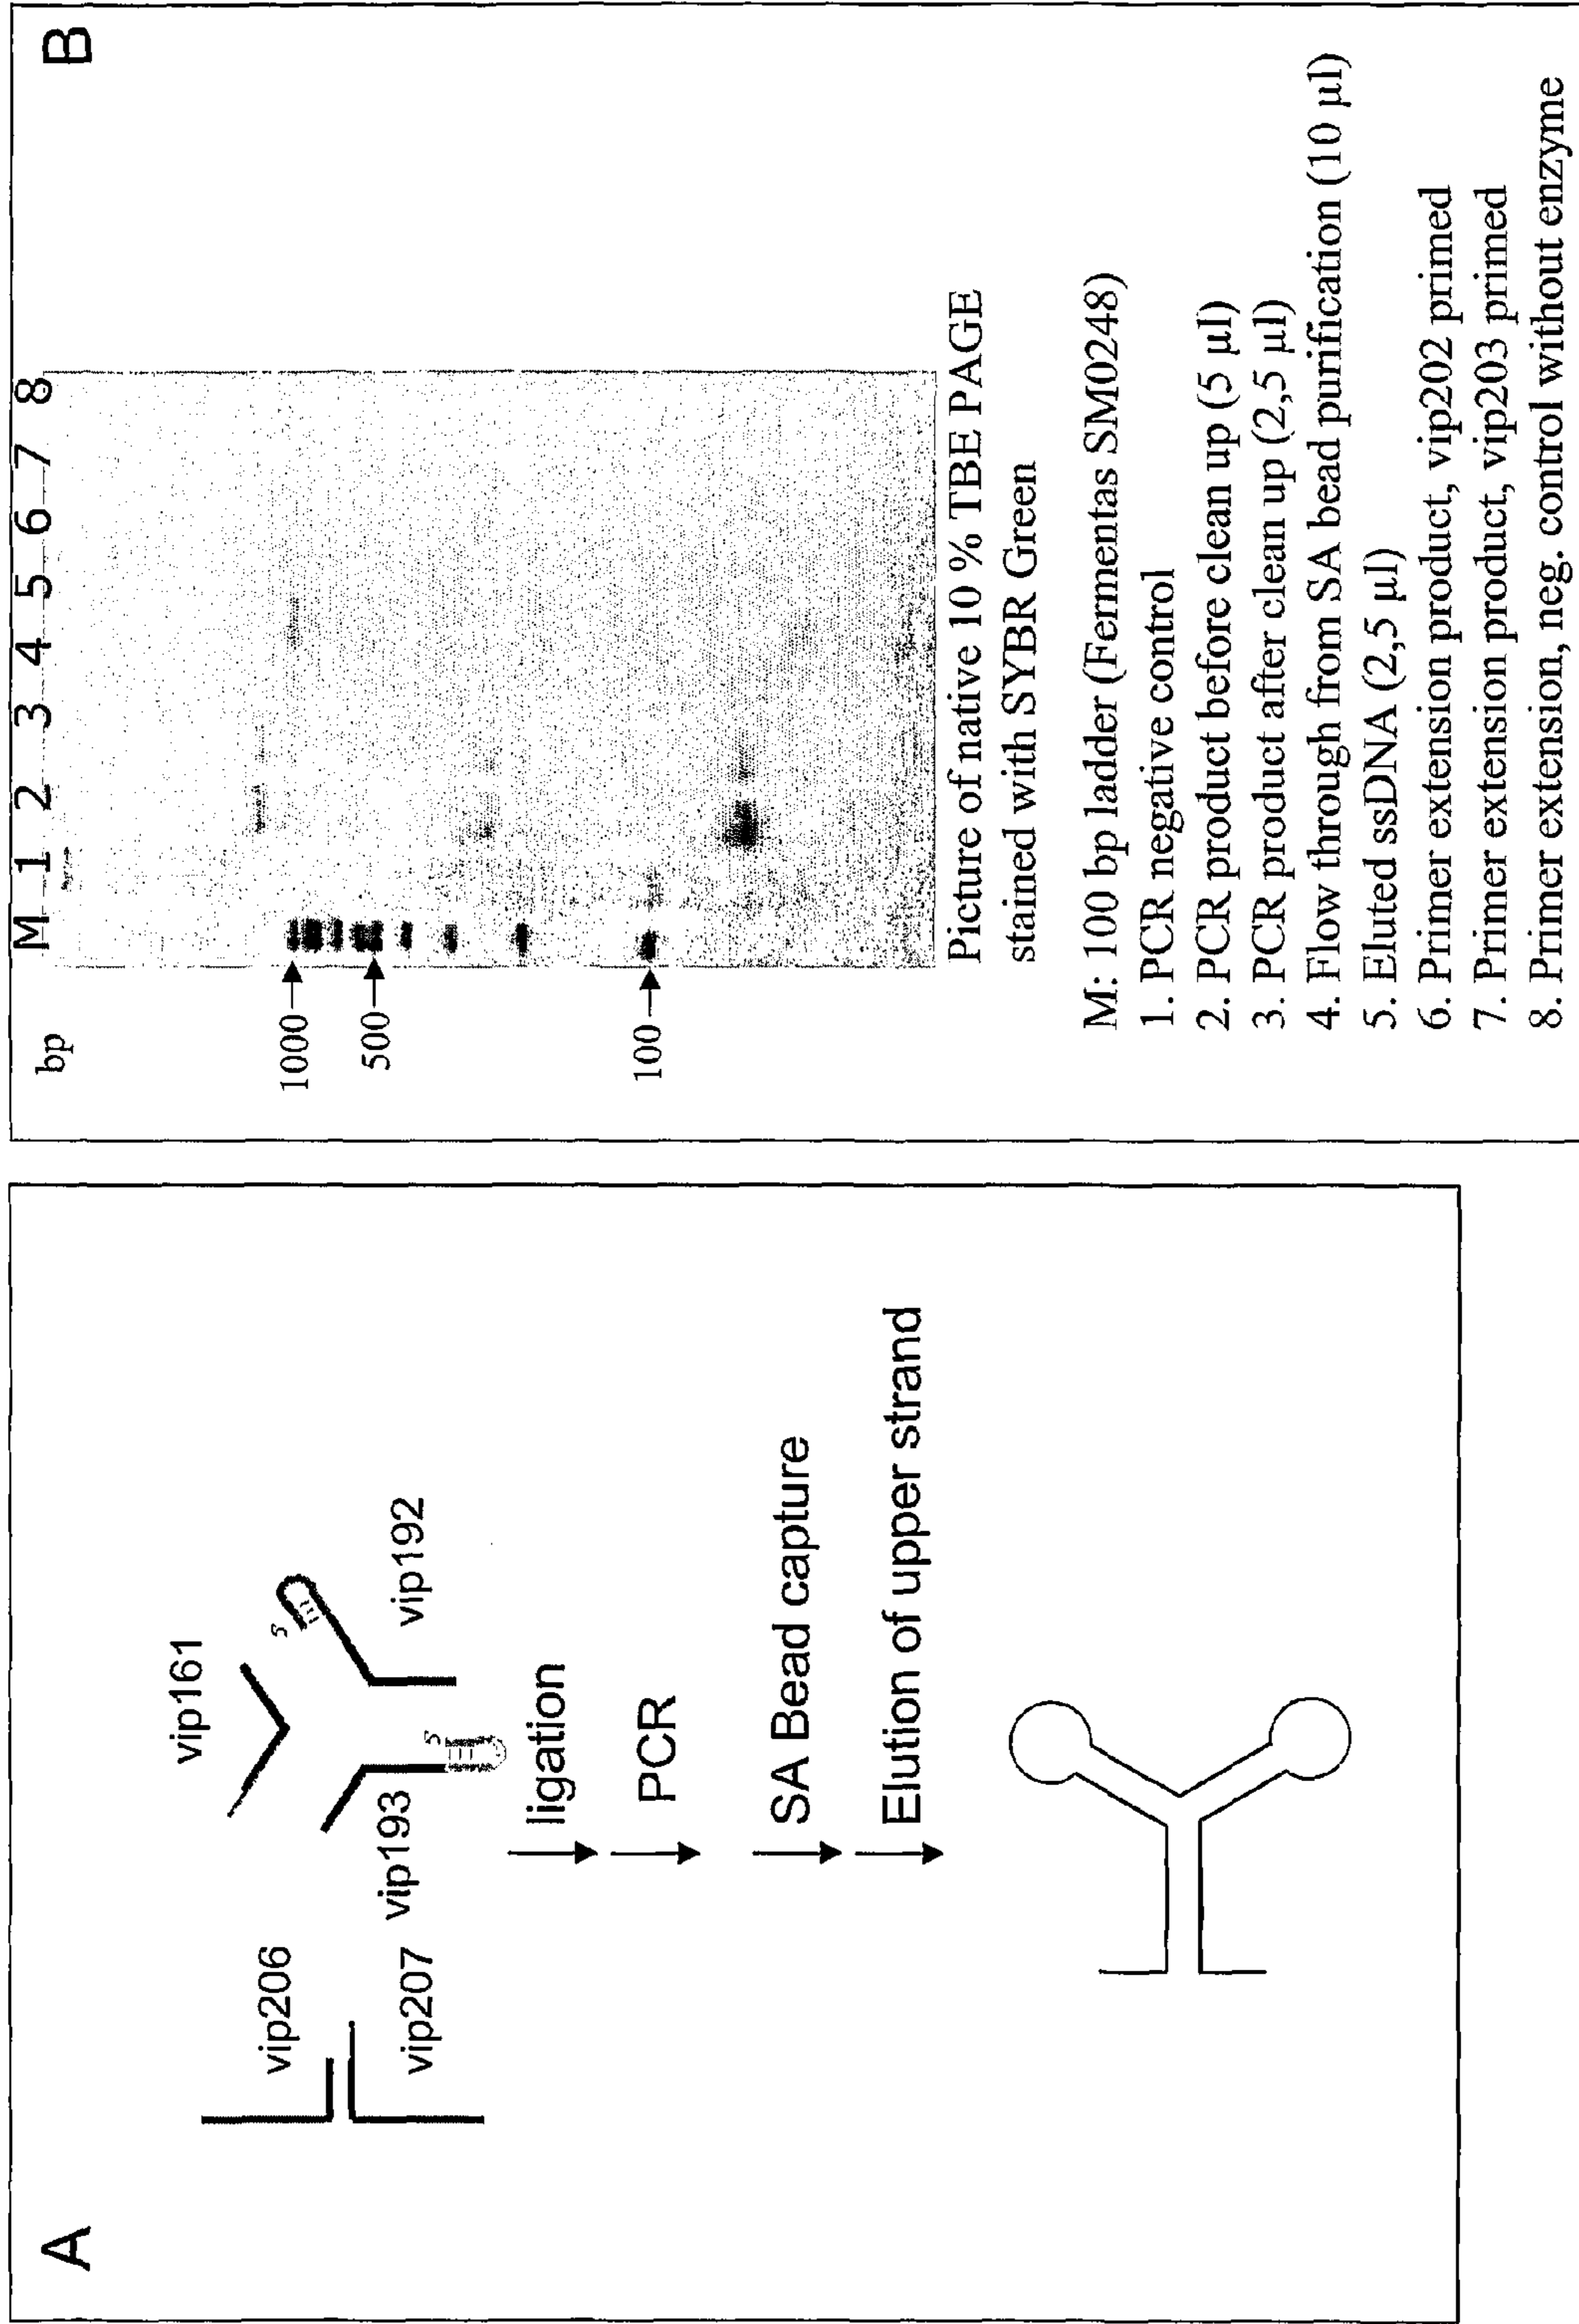 A
vip206
vip207
vip161
vip193
vip192
5'
5'
ligation
PCR
SA Bead capture
Elution of upper strand
B
bp
M 1 2 3 4 5 6 7 8
1000
500
100
Picture of native 10 % TBE PAGE
stained with SYBR Green
M: 100 bp ladder (Fermentas SM0248)
1. PCR negative control
2. PCR product before clean up (5 µl)
3. PCR product after clean up (2,5 µl)
4. Flow through from SA bead purification (10 µl)
5. Eluted ssDNA (2,5 µl)
6. Primer extension product, vip202 primed
7. Primer extension product, vip203 primed
8. Primer extension, neg. control without enzyme